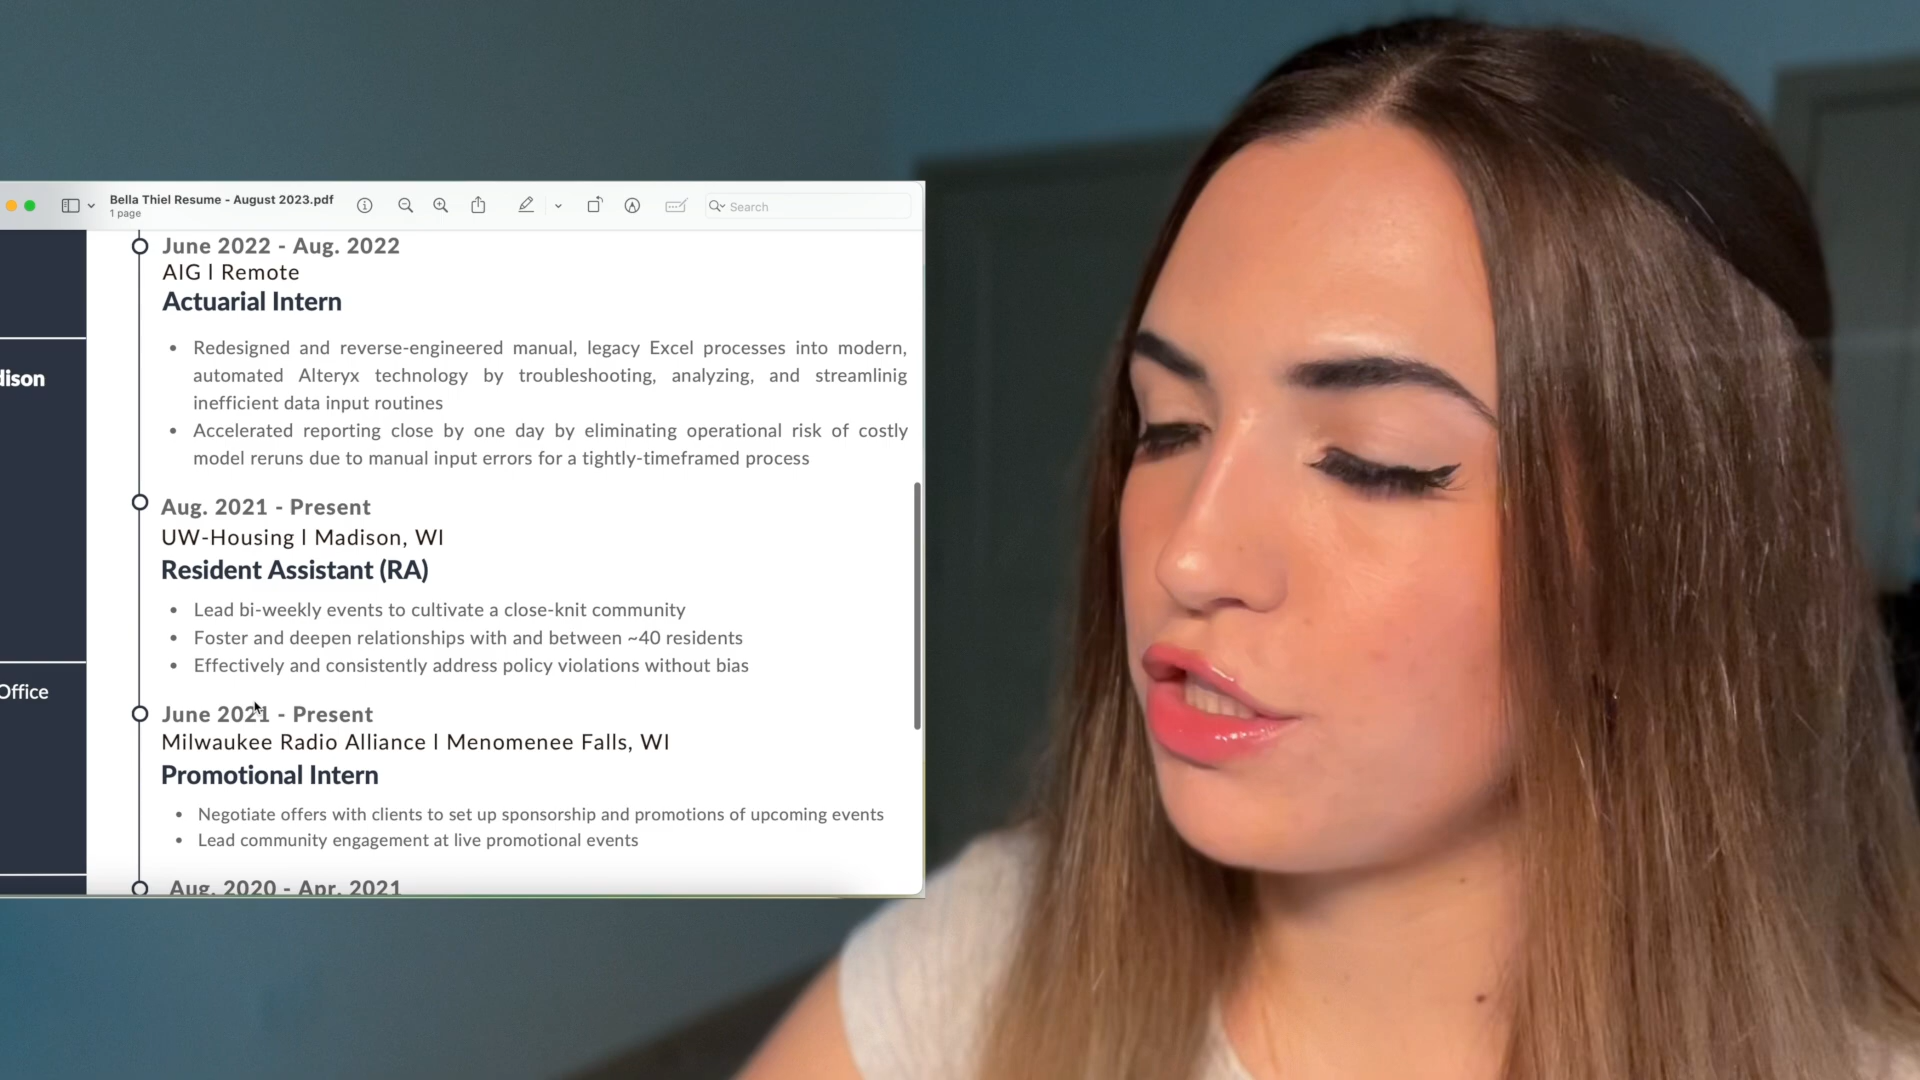 Bella Thiel Resume - August 2023.pdf
1 page
Search
June 2022 - Aug. 2022
AIG | Remote
Actuarial Intern
• Redesigned and reverse-engineered manual, legacy Excel processes into modern,
automated Alteryx technology by troubleshooting, analyzing, and streamlinig
inefficient data input routines
• Accelerated reporting close by one day by eliminating operational risk of costly
model reruns due to manual input errors for a tightly-timeframed process
dison
Aug. 2021 - Present
UW-Housing | Madison, WI
Resident Assistant (RA)
• Lead bi-weekly events to cultivate a close-knit community
• Foster and deepen relationships with and between ~40 residents
• Effectively and consistently address policy violations without bias
Office
June 2021 - Present
Milwaukee Radio Alliance | Menomenee Falls, WI
Promotional Intern
• Negotiate offers with clients to set up sponsorship and promotions of upcoming events
• Lead community engagement at live promotional events
Aug. 2020 - Apr. 2021